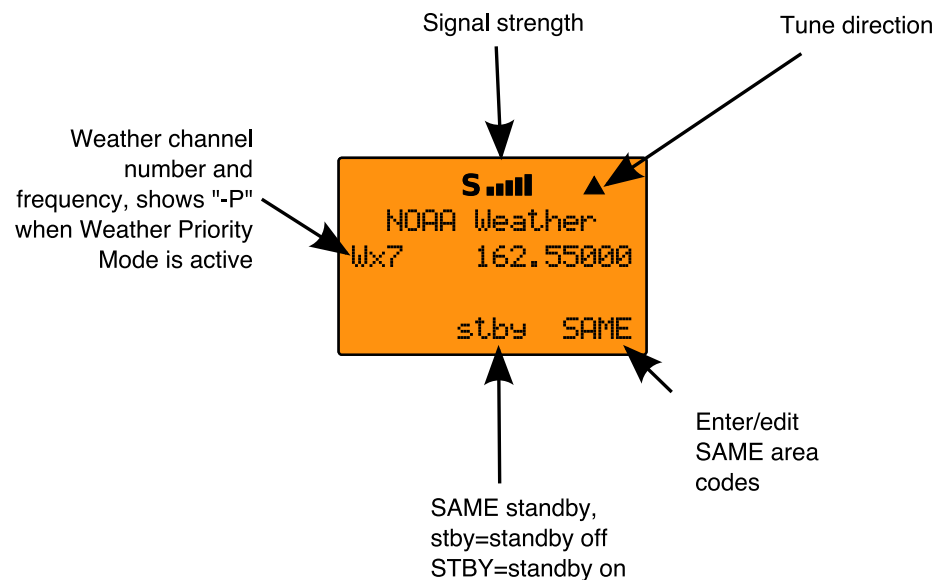 Signal strength
Tune direction
Weather channel
number and
frequency, shows "-P"
when Weather Priority
Mode is active
S
NOAA Weather
Wx7 162.55000
stby SAME
Enter/edit
SAME area
codes
SAME standby,
stby=standby off
STBY=standby on